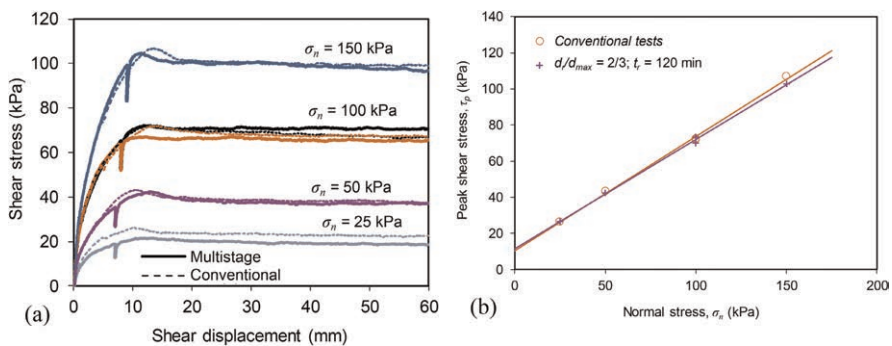 120
100
80
60
40
20
0
Shear stress (kPa)
σn = 150 kPa
σn = 100 kPa
σn = 50 kPa
σn = 25 kPa
Multistage
Conventional
0 10 20 30 40 50 60
Shear displacement (mm)
(a)
140
120
100
80
60
40
20
0
Peak shear stress, τp (kPa)
Conventional tests
dr/dmax = 2/3; tr = 120 min
0 50 100 150 200
Normal stress, σn (kPa)
(b)